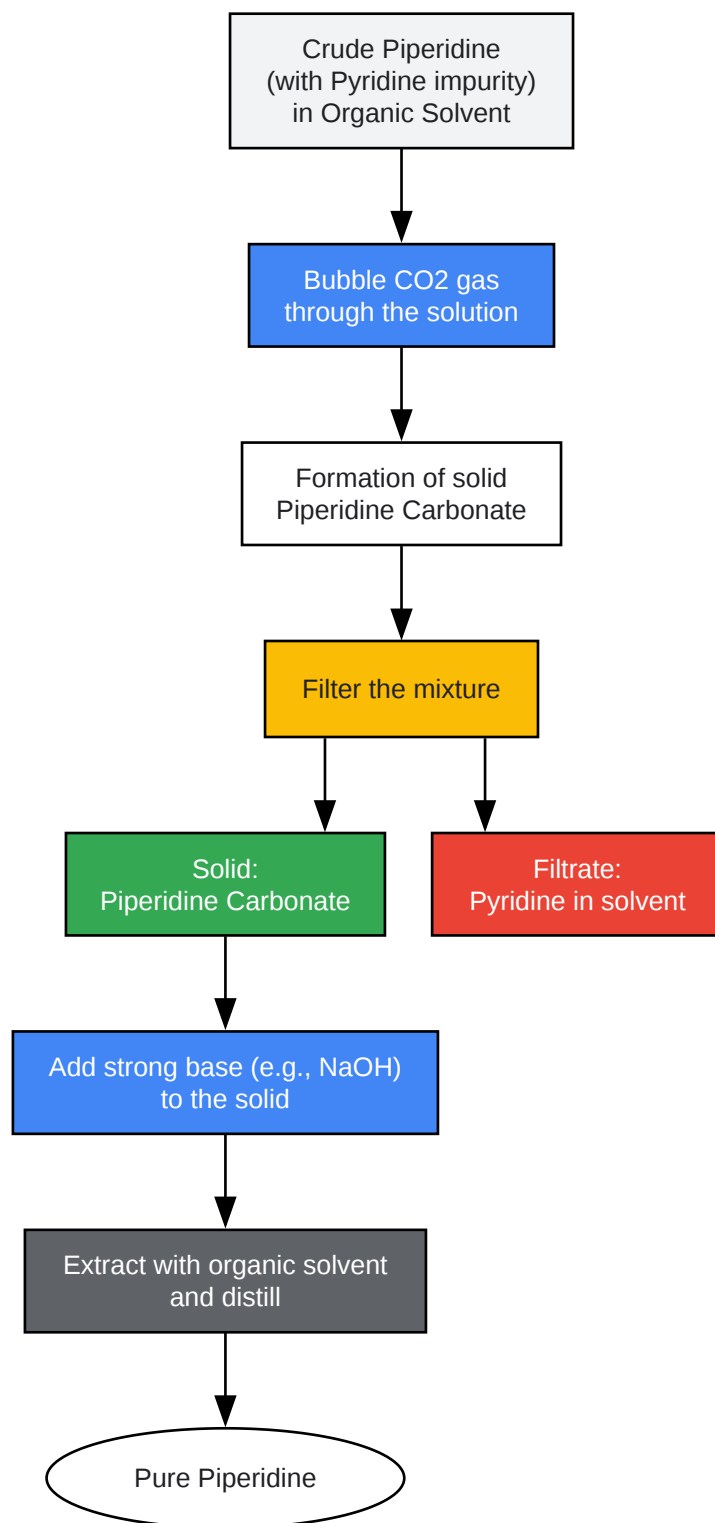 Crude Piperidine
(with Pyridine impurity)
in Organic Solvent
Bubble CO2 gas
through the solution
Formation of solid
Piperidine Carbonate
Filter the mixture
Solid:
Piperidine Carbonate
Filtrate:
Pyridine in solvent
Add strong base (e.g., NaOH)
to the solid
Extract with organic solvent
and distill
Pure Piperidine